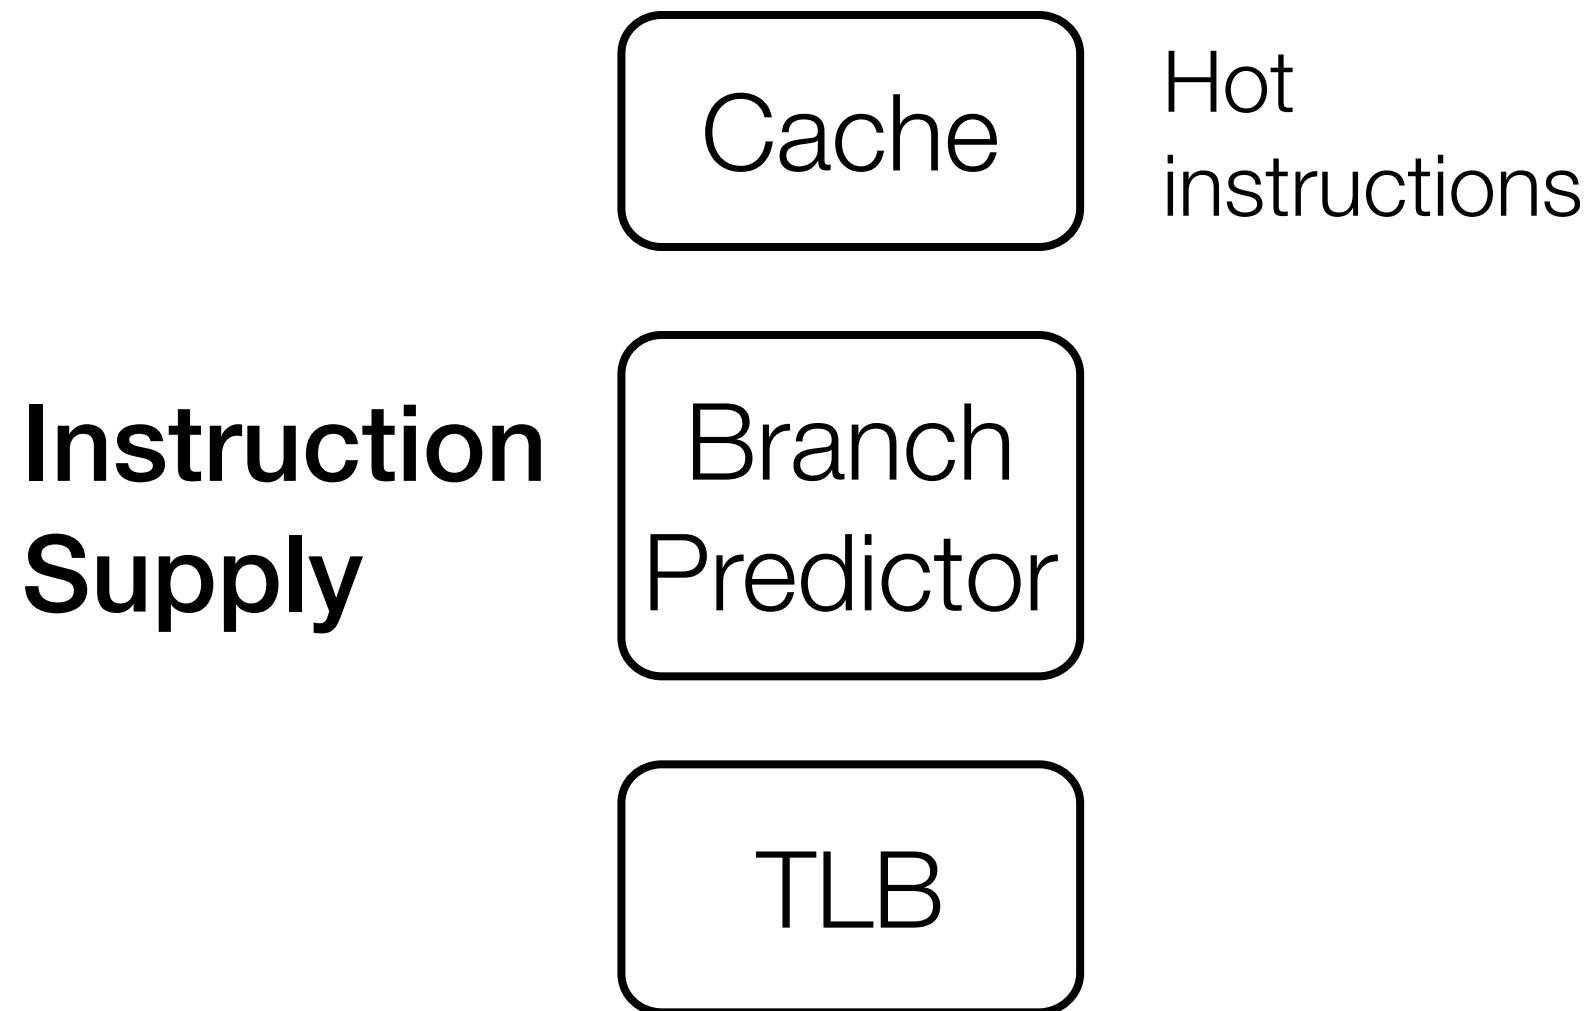 Cache
Hot
instructions
Instruction
Supply
Branch
Predictor
TLB